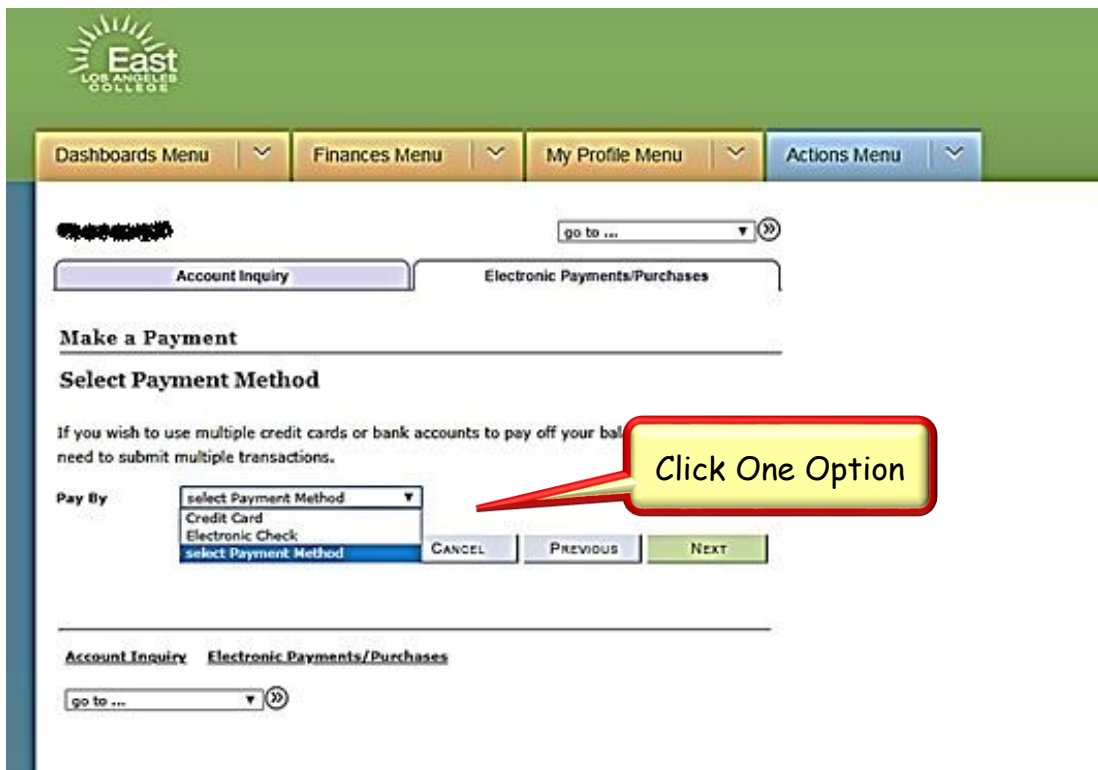 East
LOS ANGELES
COLLEGE
Dashboards Menu Finances Menu My Profile Menu Actions Menu
go to ...
Account Inquiry Electronic Payments/Purchases
Make a Payment
Select Payment Method
If you wish to use multiple credit cards or bank accounts to pay off your
need to submit multiple transactions.
Click One Option
Pay By select Payment Method
Credit Card
Electronic Check
select Payment Method
CANCEL PREVIOUS NEXT
Account Inquiry Electronic Payments/Purchases
go to ...